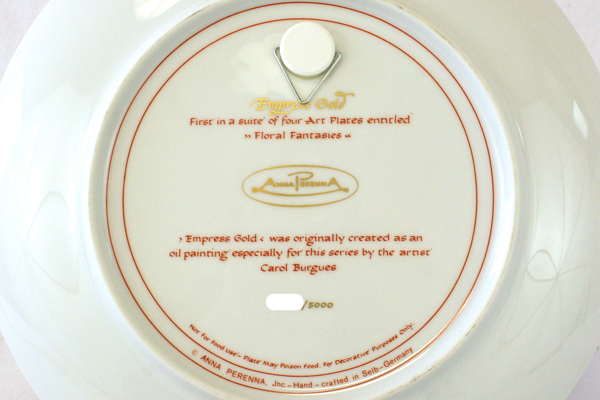 Empress Gold
First in a suite of four Art Plates entitled
›› Floral Fantasies ‹‹
ANNA PERENNA
› Empress Gold ‹ was originally created as an
oil painting especially for this series by the artist
Carol Burgues
/5000
Not for Food Use – Plate May Poison Food. For Decorative Purposes Only.
© ANNA PERENNA, Jnc – Hand – crafted in Selb – Germany